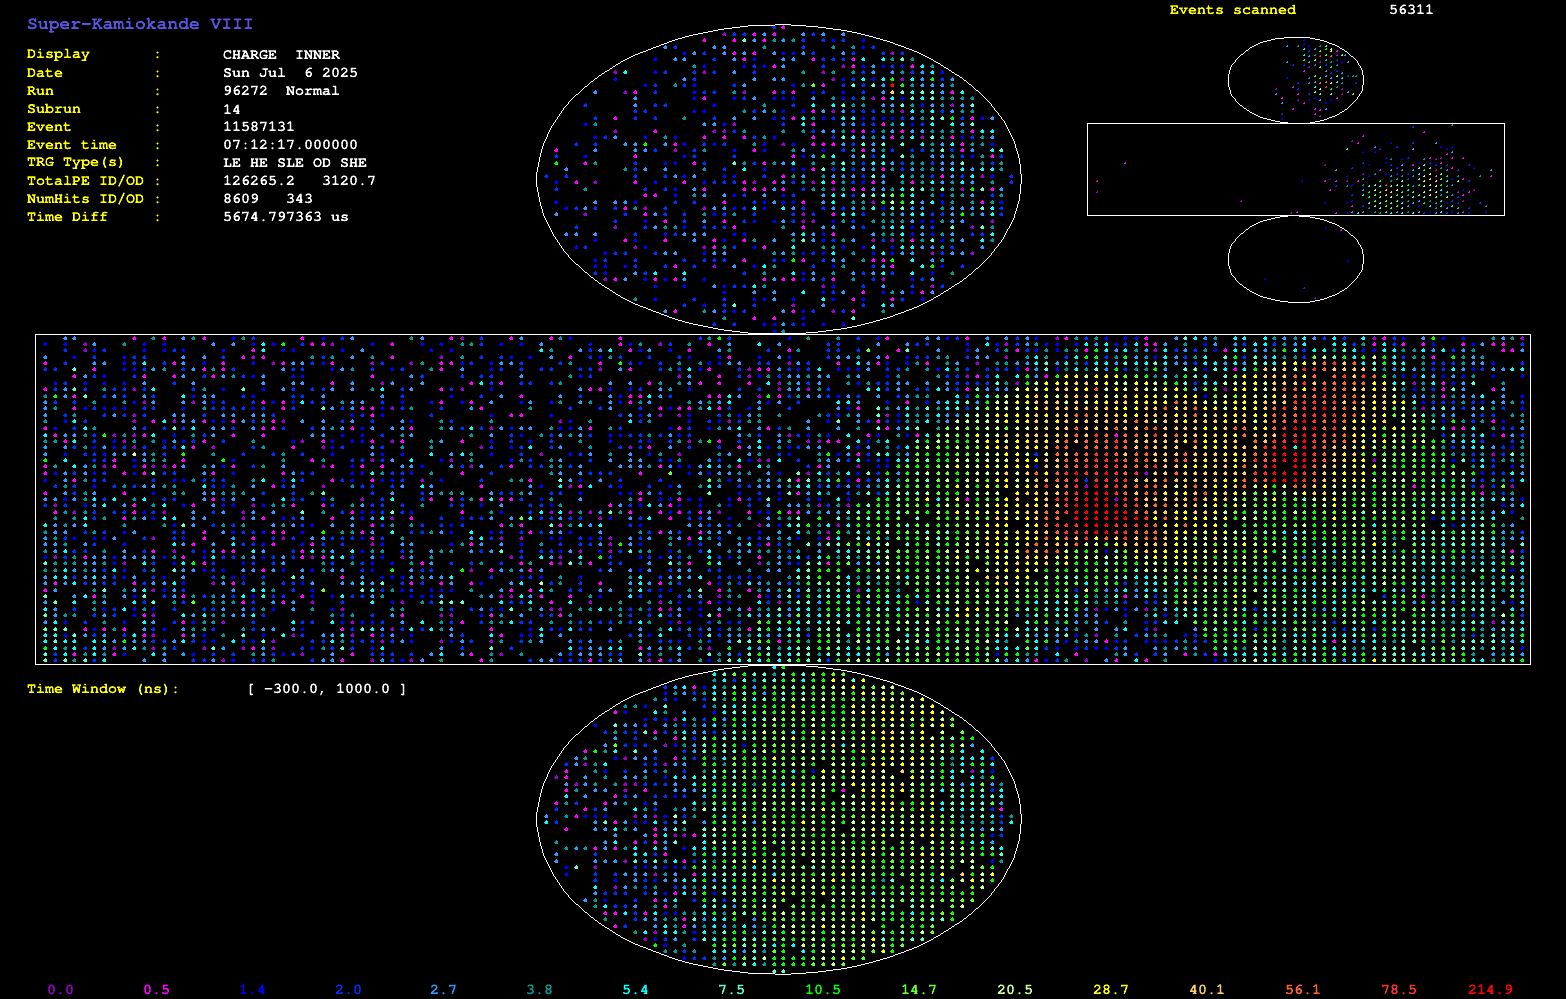 Super-Kamiokande VIII
Events scanned 56311
Display : CHARGE INNER
Date : Sun Jul 6 2025
Run : 96272 Normal
Subrun : 14
Event : 11587131
Event time : 07:12:17.000000
TRG Type(s) : LE HE SLE OD SHE
TotalPE ID/OD : 126265.2 3120.7
NumHits ID/OD : 8609 343
Time Diff : 5674.797363 us
Time Window (ns): [ -300.0, 1000.0 ]
0.0 0.5 1.4 2.0 2.7 3.8 5.4 7.5 10.5 14.7 20.5 28.7 40.1 56.1 78.5 214.9